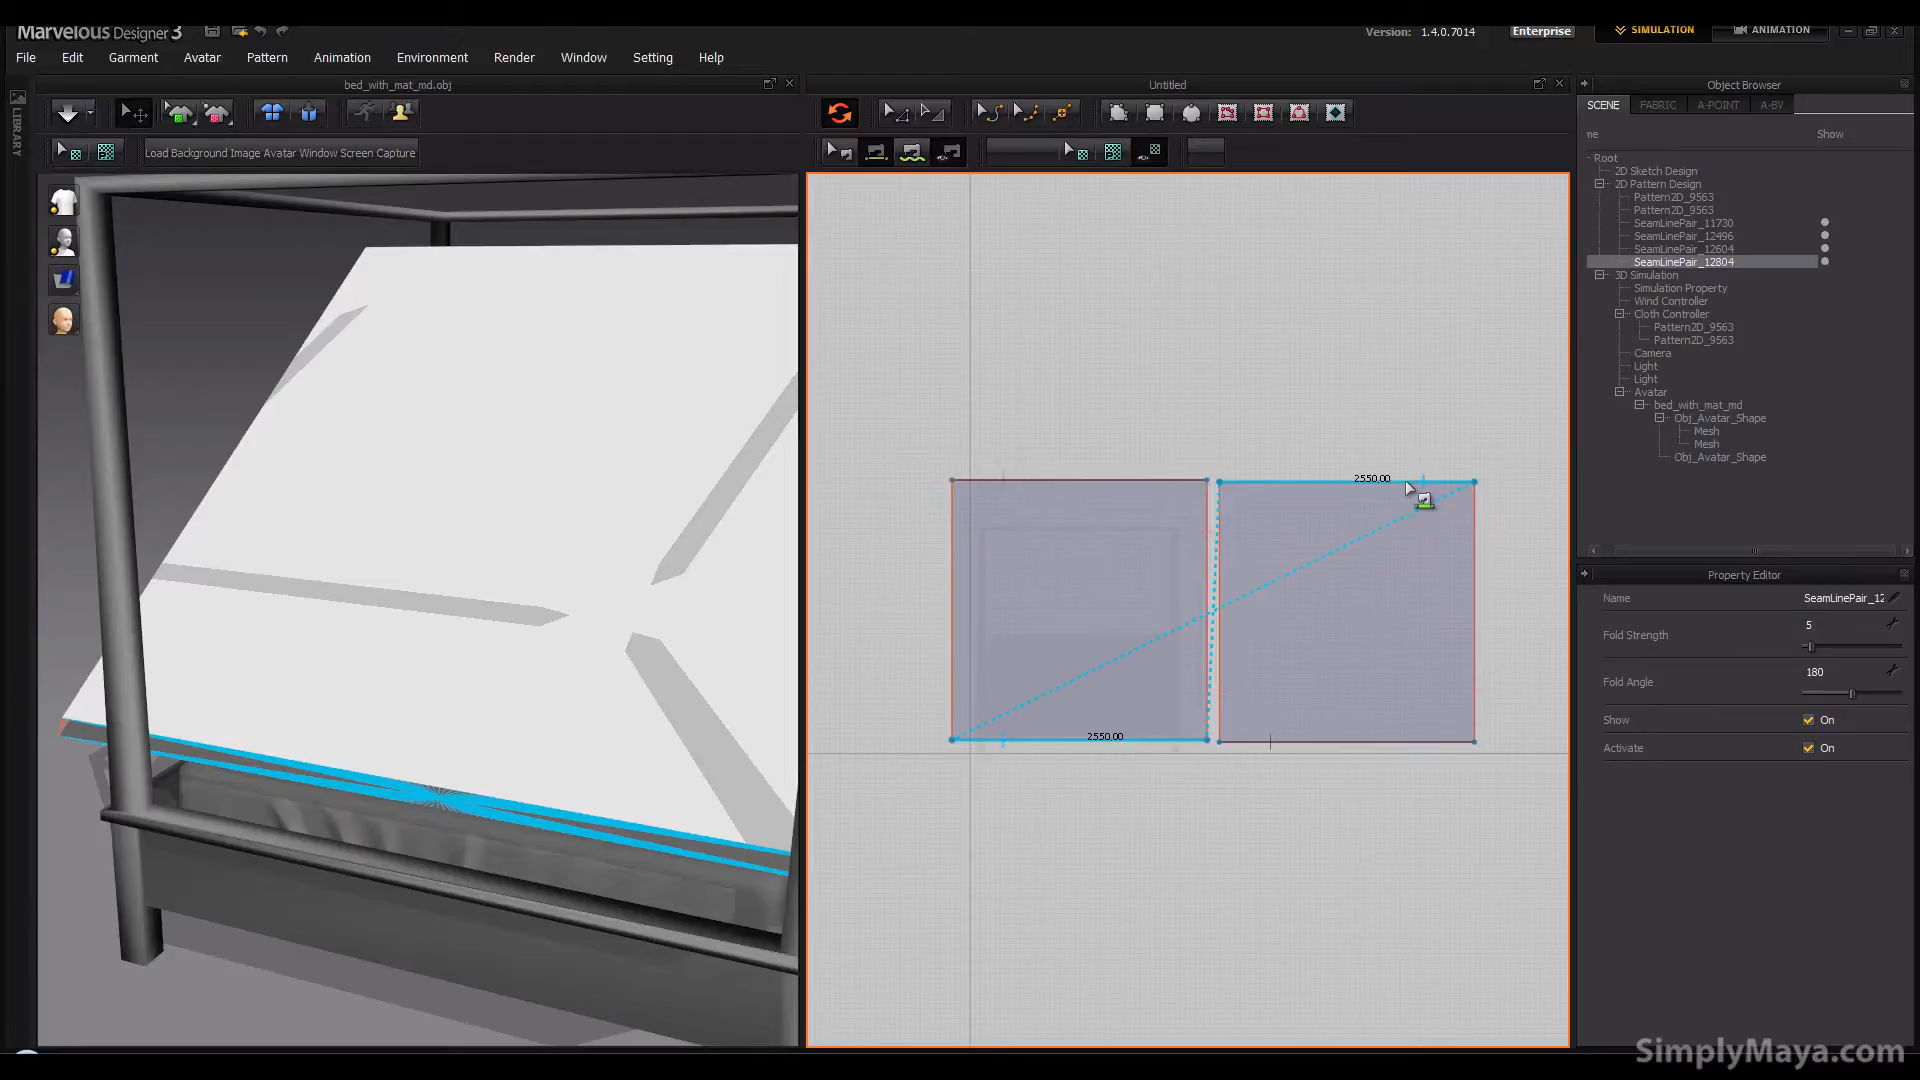 Marvelous Designer 3
Version: 1.4.0.7014
Enterprise
SIMULATION
ANIMATION
File Edit Garment Avatar Pattern Animation Environment Render Window Setting Help
bed_with_mat_md.obj
Untitled
Object Browser
LIBRARY
SCENE FABRIC A-POINT A-BV
Load Background Image Avatar Window Screen Capture
me Show
Root
2D Sketch Design
2D Pattern Design
Pattern2D_9563
Pattern2D_9563
SeamLinePair_11730
SeamLinePair_12496
SeamLinePair_12604
SeamLinePair_12804
3D Simulation
Simulation Property
Wind Controller
Cloth Controller
Pattern2D_9563
Pattern2D_9563
Camera
Light
Light
Avatar
bed_with_mat_md
Obj_Avatar_Shape
Mesh
Mesh
Obj_Avatar_Shape
2550.00
2550.00
Property Editor
Name SeamLinePair_12
Fold Strength 5
Fold Angle 180
Show On
Activate On
SimplyMaya.com